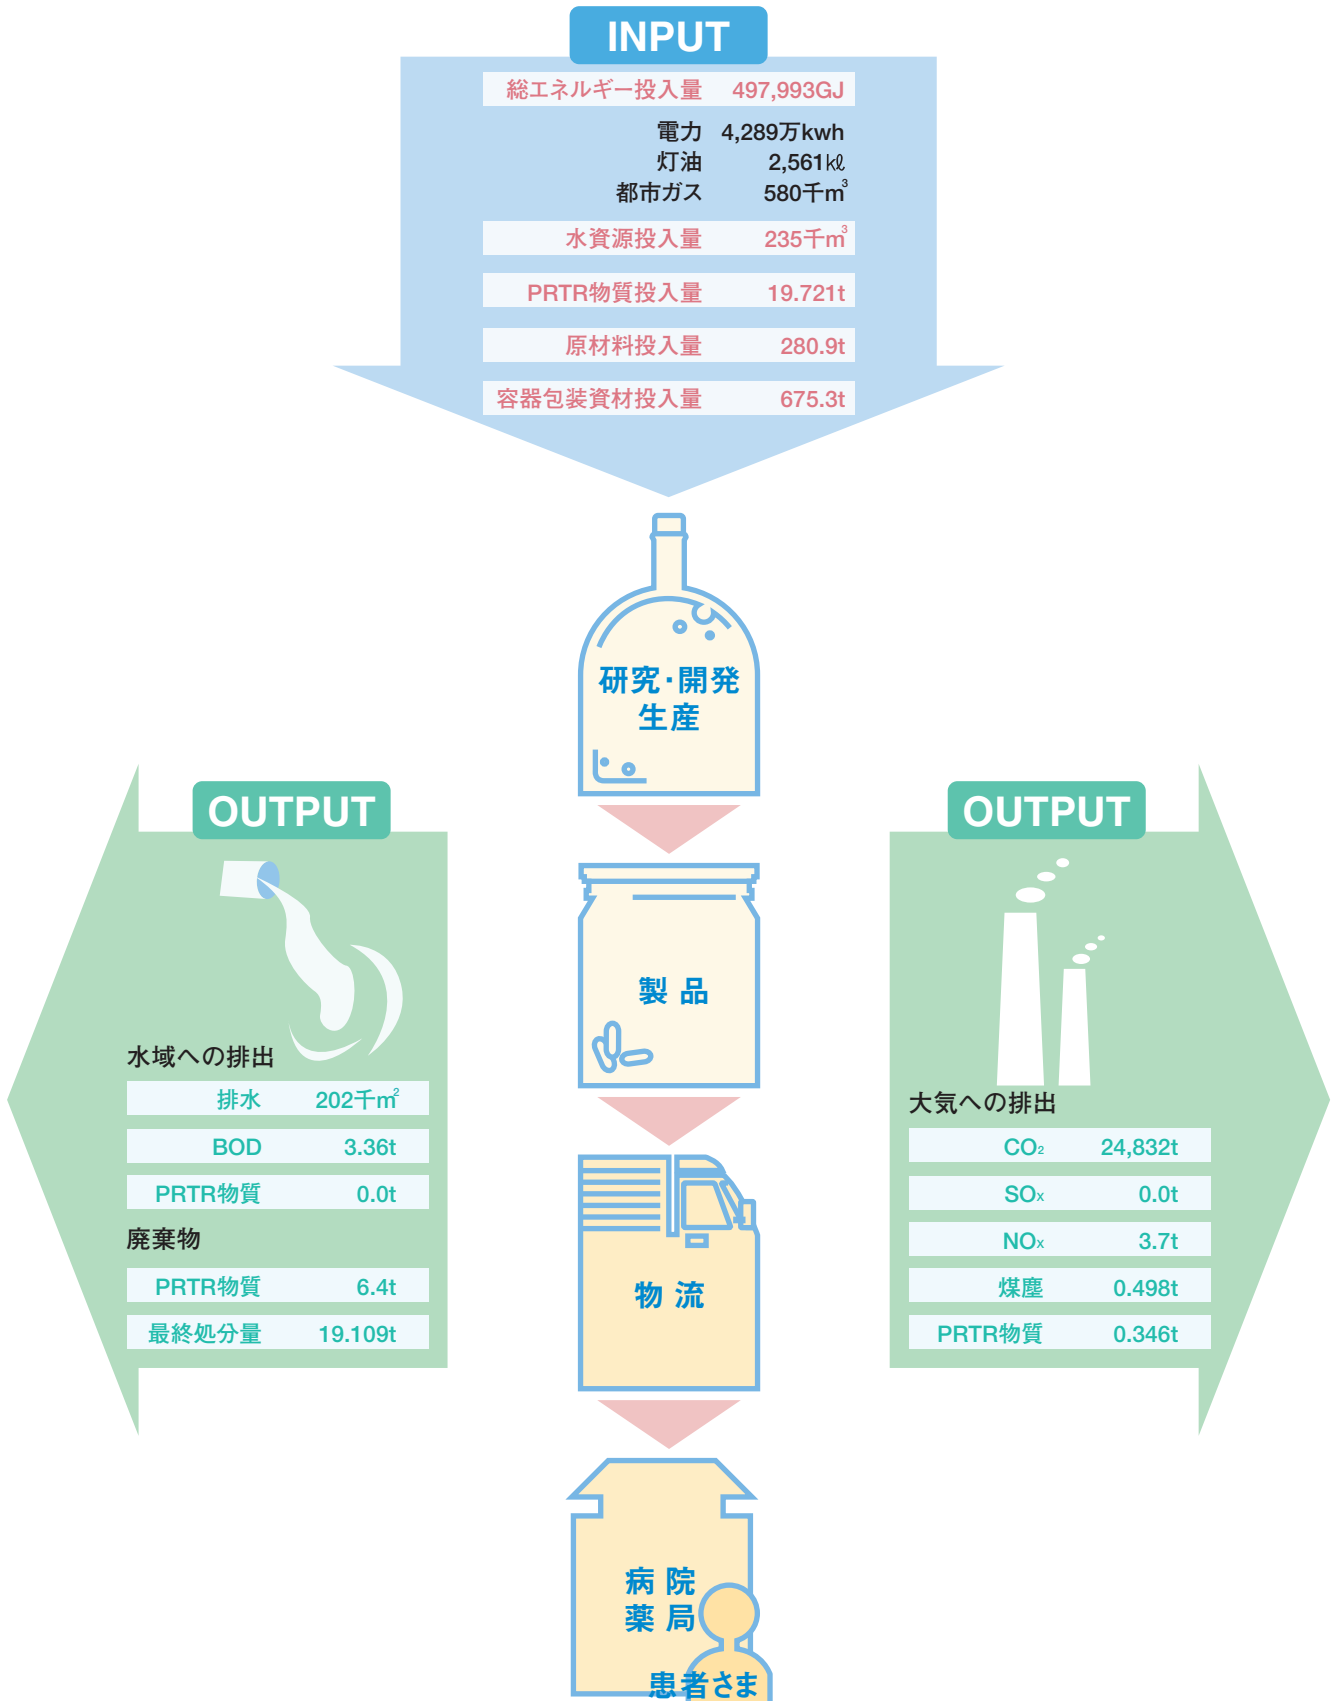 INPUT
総エネルギー投入量 497,993GJ
電力 4,289万kwh
灯油 2,561㎘
都市ガス 580千m³
水資源投入量 235千m³
PRTR物質投入量 19.721t
原材料投入量 280.9t
容器包装資材投入量 675.3t
研究・開発
生産
OUTPUT
水域への排出
排水 202千m²
BOD 3.36t
PRTR物質 0.0t
廃棄物
PRTR物質 6.4t
最終処分量 19.109t
製品
物流
OUTPUT
大気への排出
CO₂ 24,832t
SOx 0.0t
NOx 3.7t
煤塵 0.498t
PRTR物質 0.346t
病院
薬局
患者さま